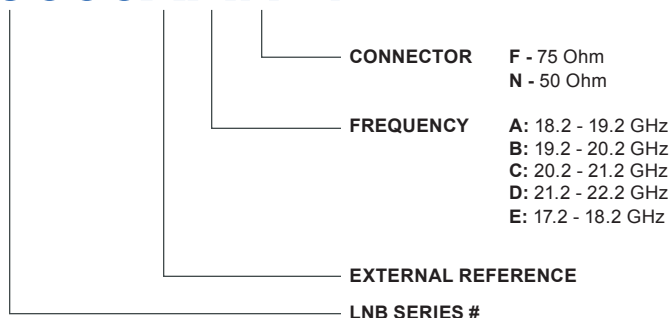 CONNECTOR F - 75 Ohm
N - 50 Ohm
FREQUENCY A: 18.2 - 19.2 GHz
B: 19.2 - 20.2 GHz
C: 20.2 - 21.2 GHz
D: 21.2 - 22.2 GHz
E: 17.2 - 18.2 GHz
EXTERNAL REFERENCE
LNB SERIES #